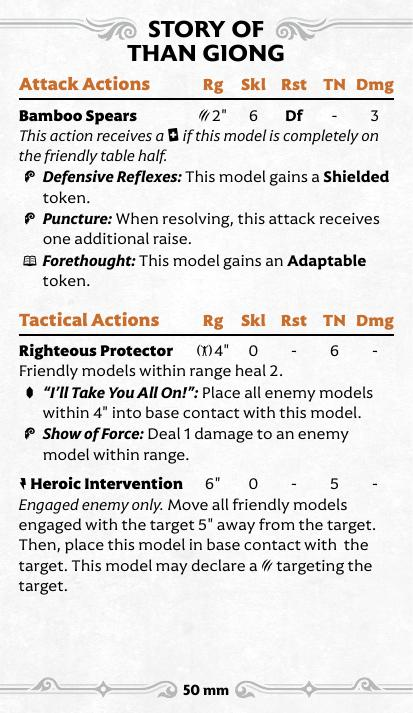 STORY OF
THAN GIONG
Attack Actions Rg Skl Rst TN Dmg
Bamboo Spears 2" 6 Df - 3
This action receives a if this model is completely on
the friendly table half.
Defensive Reflexes: This model gains a Shielded
token.
Puncture: When resolving, this attack receives
one additional raise.
Forethought: This model gains an Adaptable
token.
Tactical Actions Rg Skl Rst TN Dmg
Righteous Protector 4" 0 - 6 -
Friendly models within range heal 2.
“I’ll Take You All On!”: Place all enemy models
within 4" into base contact with this model.
Show of Force: Deal 1 damage to an enemy
model within range.
Heroic Intervention 6" 0 - 5 -
Engaged enemy only. Move all friendly models
engaged with the target 5" away from the target.
Then, place this model in base contact with the
target. This model may declare a targeting the
target.
50 mm